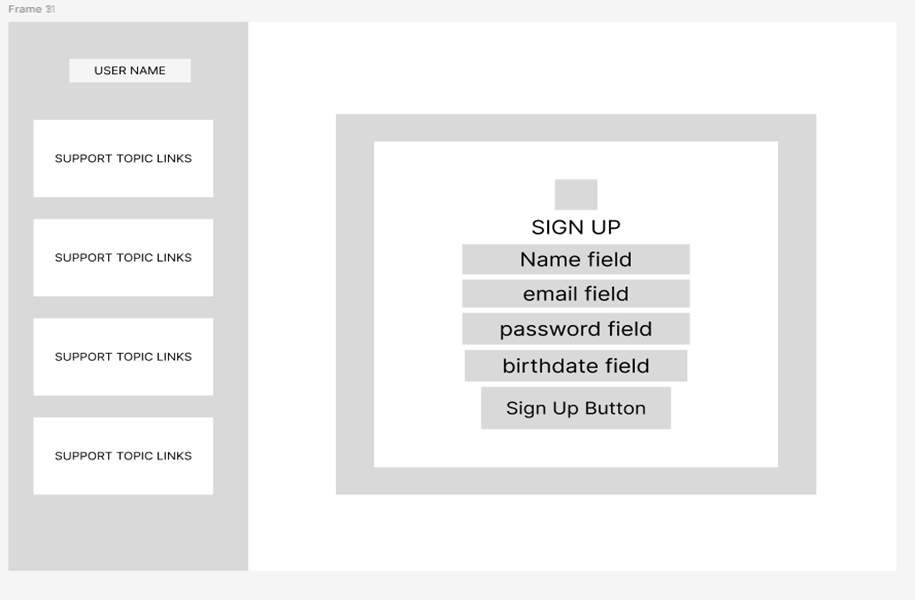 Frame 31
USER NAME
SUPPORT TOPIC LINKS
SUPPORT TOPIC LINKS
SUPPORT TOPIC LINKS
SUPPORT TOPIC LINKS
SIGN UP
Name field
email field
password field
birthdate field
Sign Up Button